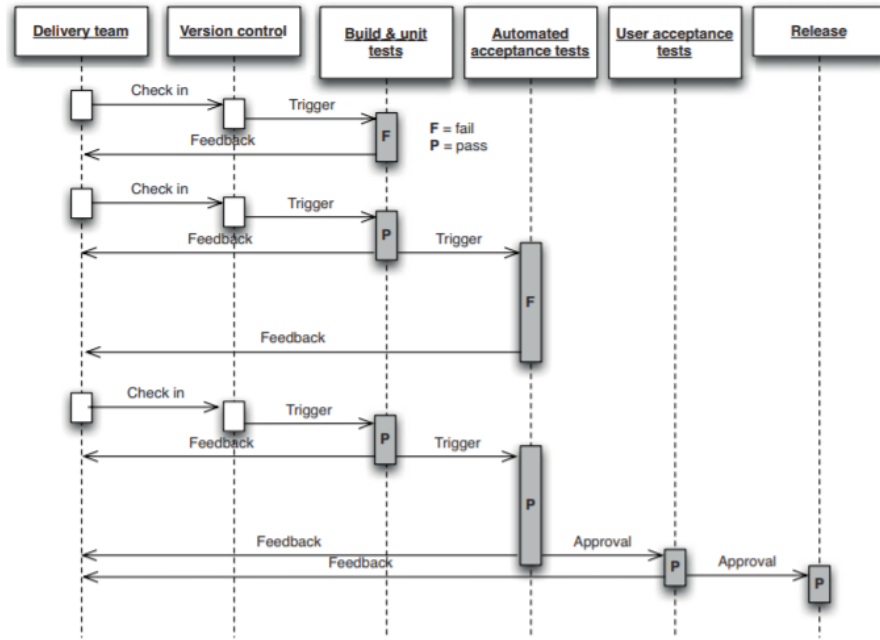 Delivery team
Version control
Build & unit
tests
Automated
acceptance tests
User acceptance
tests
Release
Check in
Trigger
F
F = fail
P = pass
Feedback
Check in
Trigger
P
Feedback
Trigger
F
Feedback
Check in
Trigger
P
Feedback
Trigger
P
Feedback
Approval
P
Feedback
Approval
P